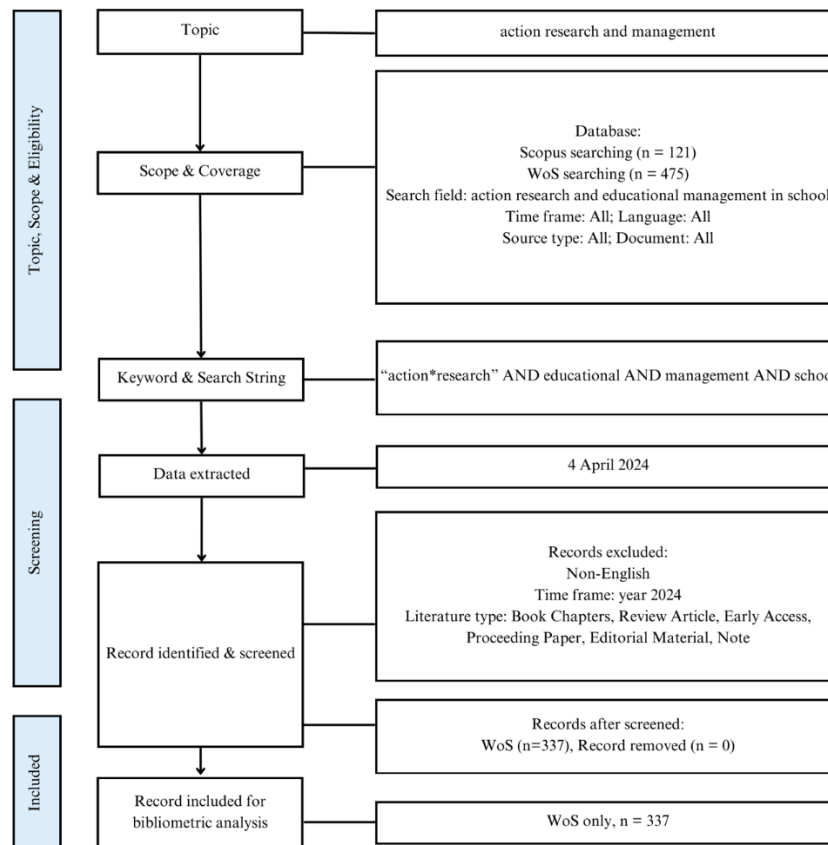 Topic, Scope & Eligibility
Topic
action research and management
Scope & Coverage
Database:
Scopus searching (n = 121)
WoS searching (n = 475)
Search field: action research and educational management in school
Time frame: All; Language: All
Source type: All; Document: All
Keyword & Search String
“action*research” AND educational AND management AND schoo
Screening
Data extracted
4 April 2024
Record identified & screened
Records excluded:
Non-English
Time frame: year 2024
Literature type: Book Chapters, Review Article, Early Access,
Proceeding Paper, Editorial Material, Note
Records after screened:
WoS (n=337), Record removed (n = 0)
Included
Record included for
bibliometric analysis
WoS only, n = 337